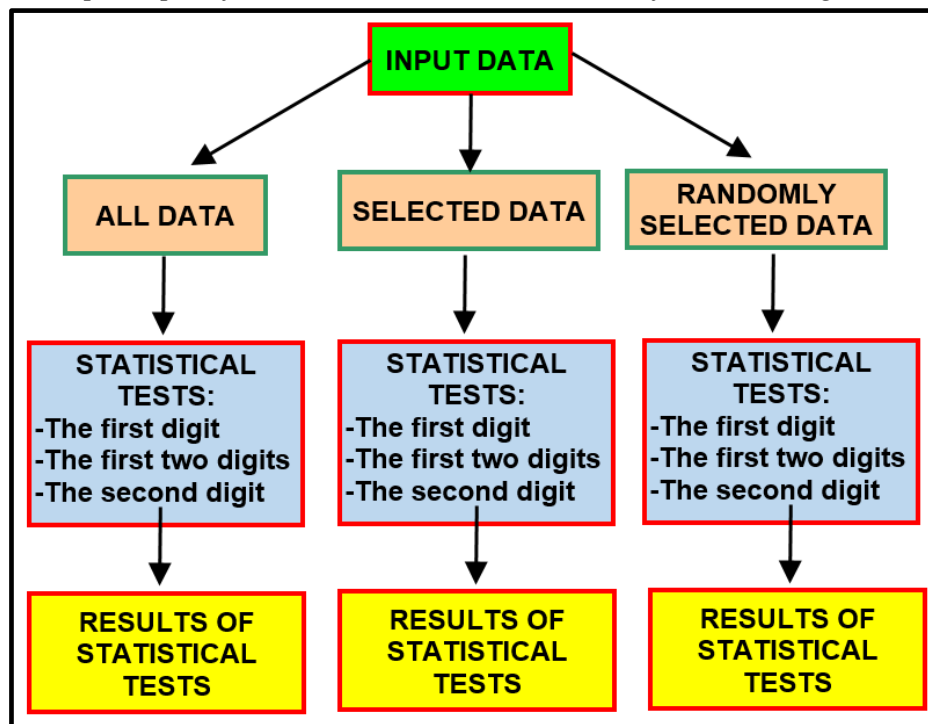 INPUT DATA
ALL DATA
SELECTED DATA
RANDOMLY
SELECTED DATA
STATISTICAL
TESTS:
-The first digit
-The first two digits
-The second digit
STATISTICAL
TESTS:
-The first digit
-The first two digits
-The second digit
STATISTICAL
TESTS:
-The first digit
-The first two digits
-The second digit
RESULTS OF
STATISTICAL
TESTS
RESULTS OF
STATISTICAL
TESTS
RESULTS OF
STATISTICAL
TESTS